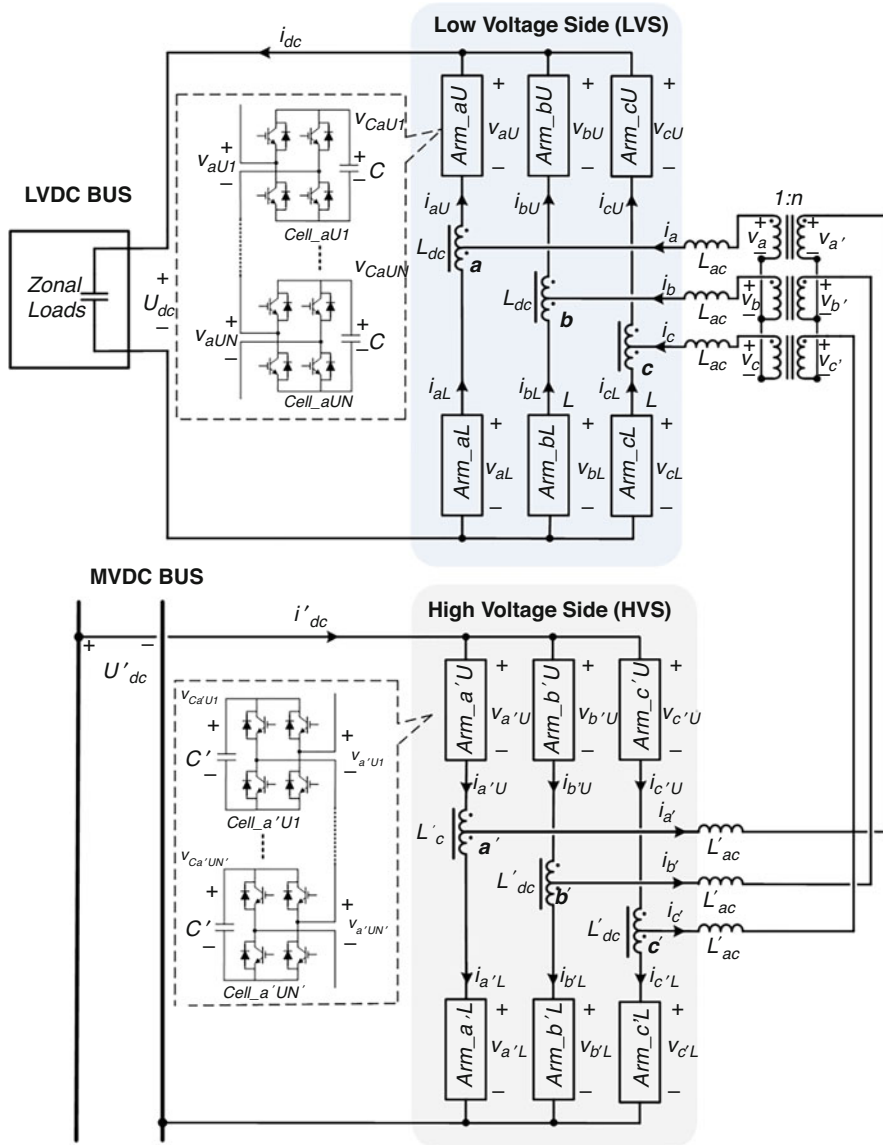 Low Voltage Side (LVS)
i_dc
v_CaU1
v_aU1
+
−
C
Cell_aU1
v_CaUN
v_aUN
+
−
C
Cell_aUN
LVDC BUS
Zonal Loads
+
U_dc
−
Arm_aU
+
v_aU
−
Arm_bU
+
v_bU
−
Arm_cU
+
v_cU
−
i_aU
i_bU
i_cU
L_dc
a
L_dc
b
L_dc
c
i_a
i_b
i_c
L_ac
L_ac
L_ac
1:n
v_a
v_a'
v_b
v_b'
v_c
v_c'
i_aL
i_bL
L
i_cL
L
Arm_aL
+
v_aL
−
Arm_bL
+
v_bL
−
Arm_cL
+
v_cL
−
MVDC BUS
High Voltage Side (HVS)
i'_dc
+
−
U'_dc
v_Ca'U1
+
C'
−
+
v_a'U1
−
Cell_a'U1
v_Ca'UN'
+
C'
−
+
v_a'UN'
−
Cell_a'UN'
Arm_a'U
+
v_a'U
−
Arm_b'U
+
v_b'U
−
Arm_c'U
+
v_c'U
−
i_a'U
i_b'U
i_c'U
L'_c
a'
L'_dc
b'
L'_dc
c'
i_a'
i_b'
i_c'
L'_ac
L'_ac
L'_ac
i_a'L
i_b'L
i_c'L
Arm_a'L
+
v_a'L
−
Arm_b'L
+
v_b'L
−
Arm_c'L
+
v_c'L
−